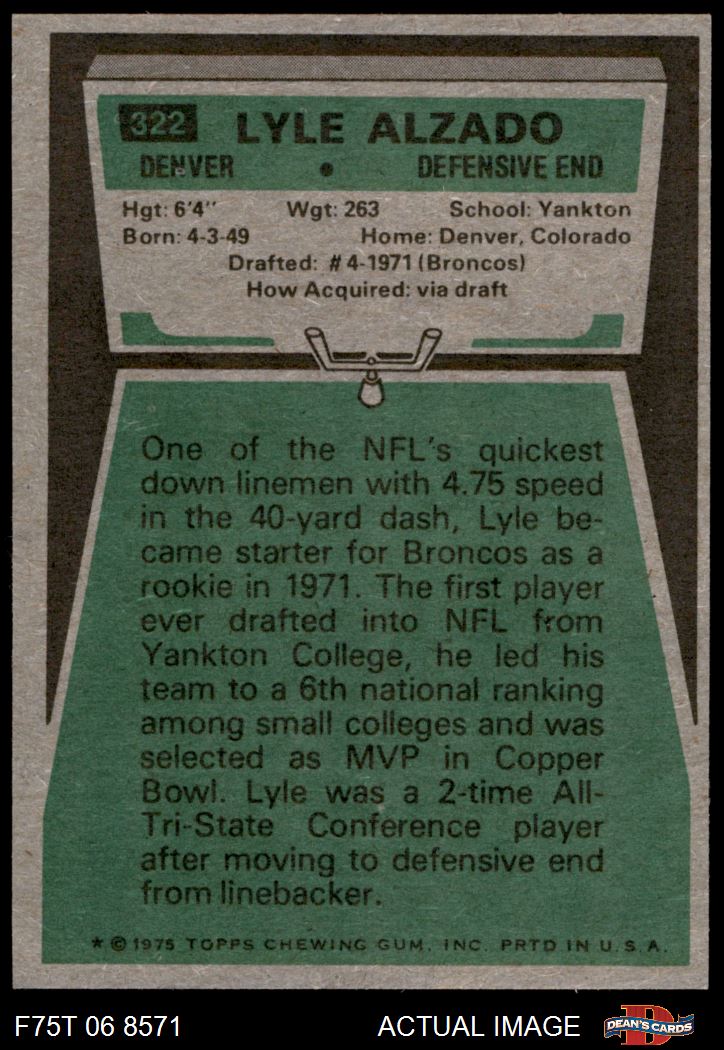 322 LYLE ALZADO
DENVER • DEFENSIVE END
Hgt: 6'4" Wgt: 263 School: Yankton
Born: 4-3-49 Home: Denver, Colorado
Drafted: #4-1971 (Broncos)
How Acquired: via draft
One of the NFL's quickest
down linemen with 4.75 speed
in the 40-yard dash, Lyle be-
came starter for Broncos as a
rookie in 1971. The first player
ever drafted into NFL from
Yankton College, he led his
team to a 6th national ranking
among small colleges and was
selected as MVP in Copper
Bowl. Lyle was a 2-time All-
Tri-State Conference player
after moving to defensive end
from linebacker.
* © 1975 TOPPS CHEWING GUM, INC. PRTD IN U.S.A.
F75T 06 8571 ACTUAL IMAGE D DEAN'S CARDS